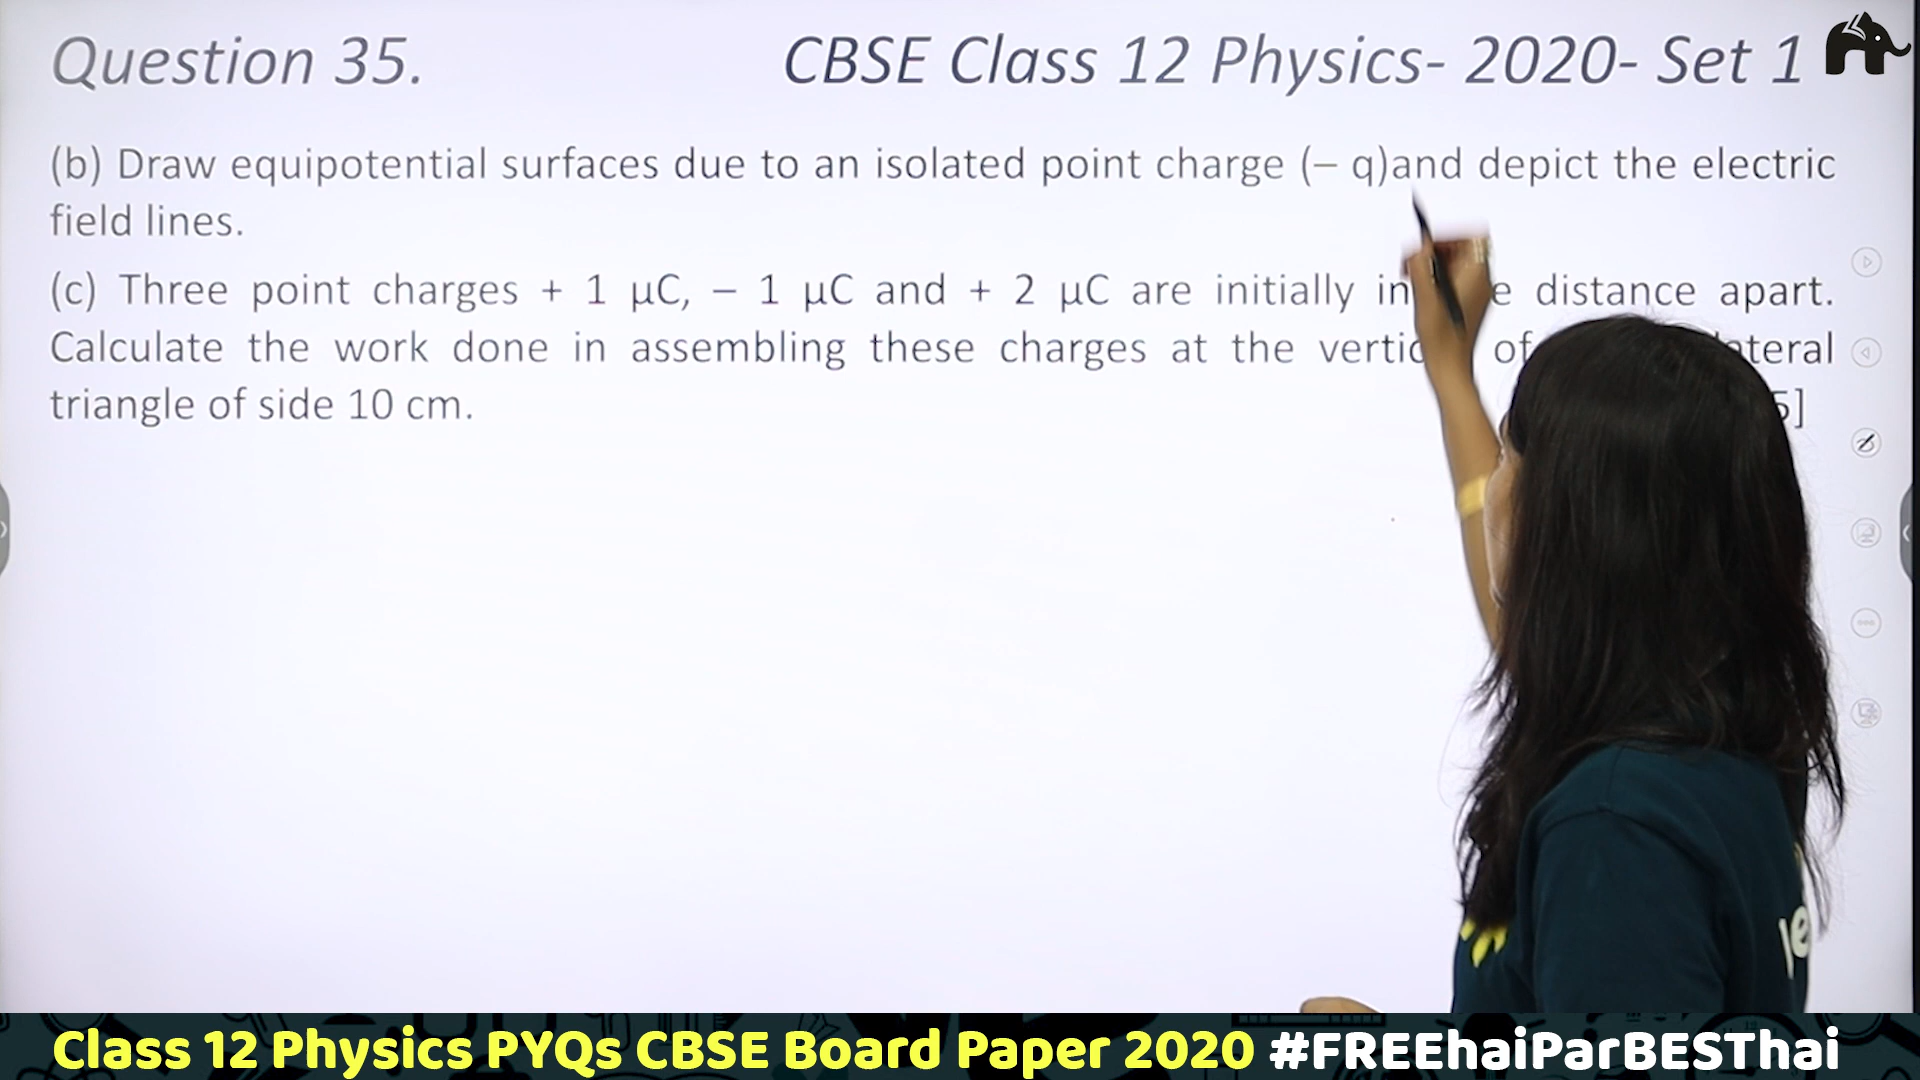 Question 35. CBSE Class 12 Physics- 2020- Set 1
(b) Draw equipotential surfaces due to an isolated point charge (– q)and depict the electric
field lines.
(c) Three point charges + 1 μC, – 1 μC and + 2 μC are initially distance apart.
Calculate the work done in assembling these charges at the of
triangle of side 10 cm. 5]
Class 12 Physics PYQs CBSE Board Paper 2020 #FREEhaiParBESThai